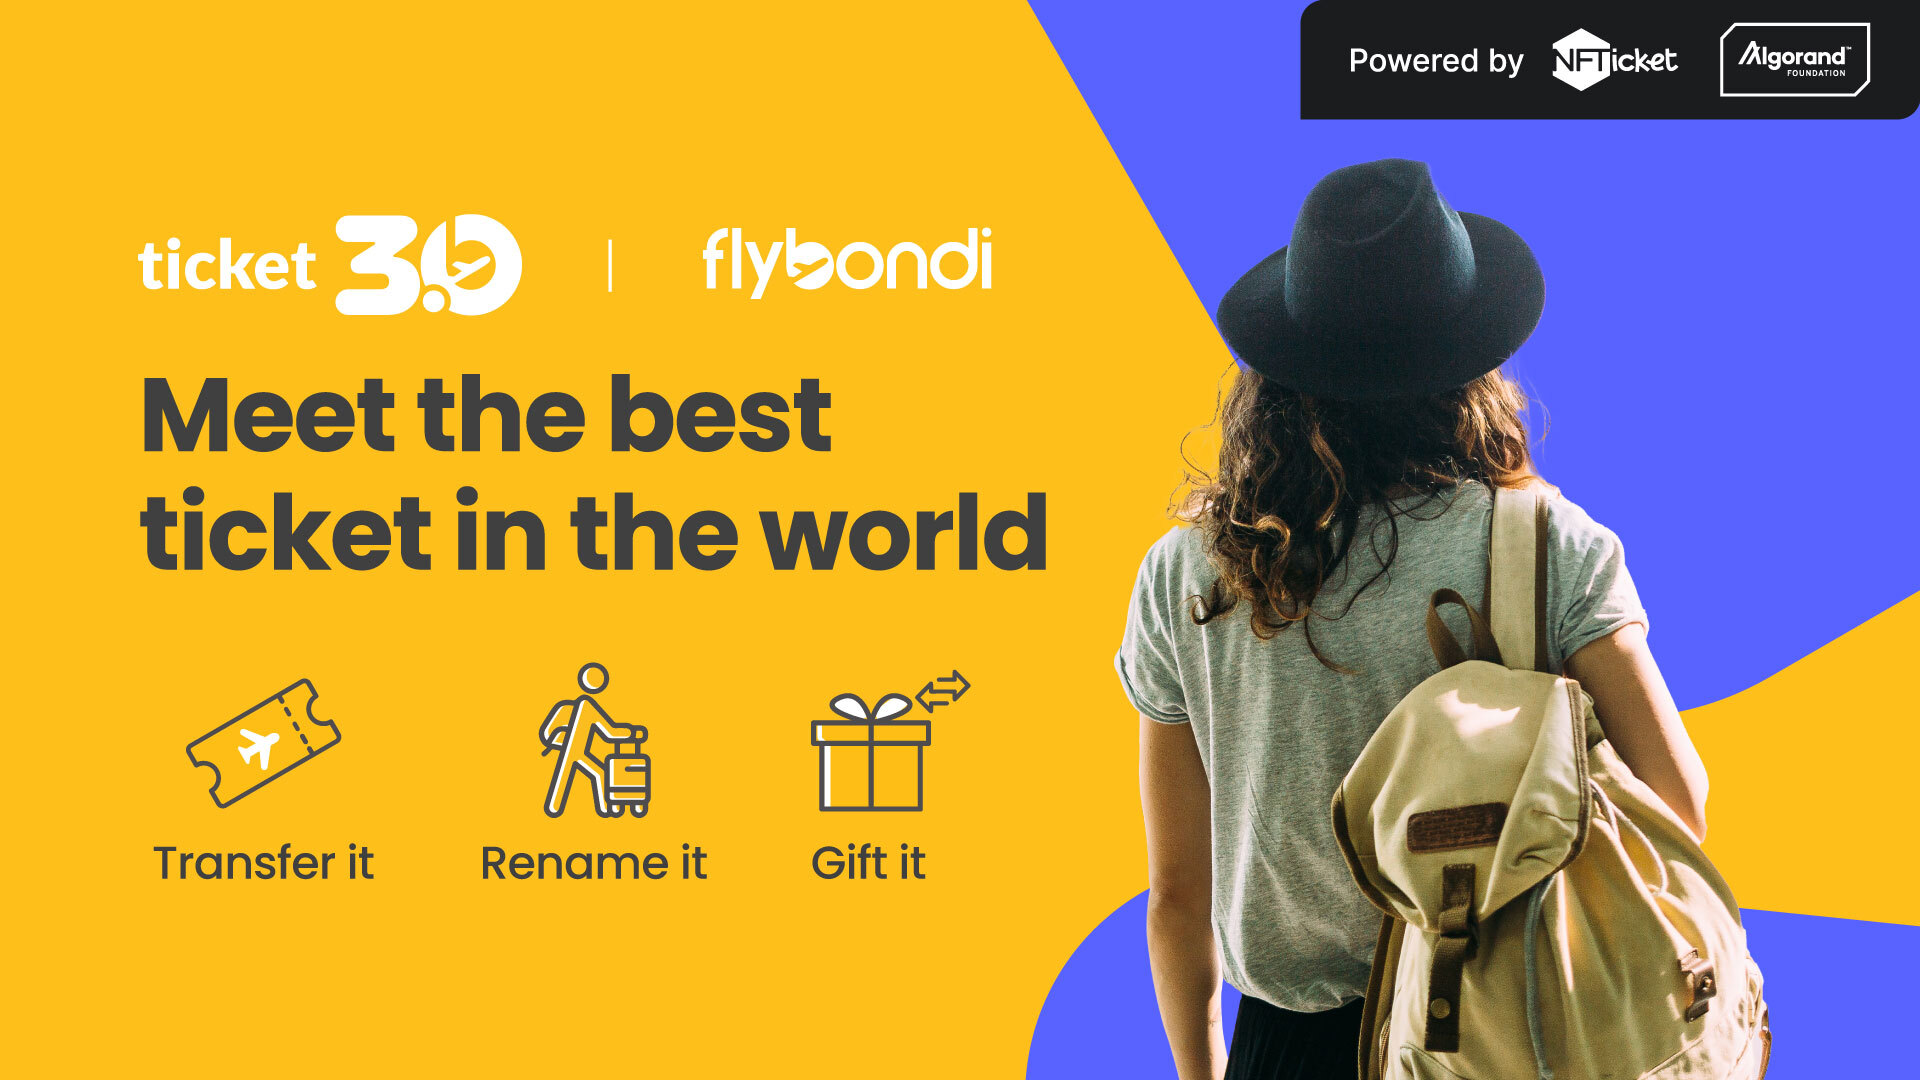 Powered by NFTicket Algorand™ FOUNDATION
ticket 3.0 | flybondi
Meet the best
ticket in the world
Transfer it Rename it Gift it